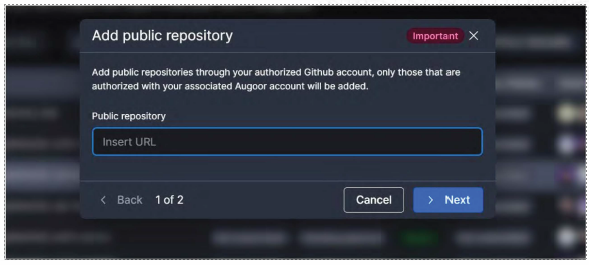 Add public repository
Important
Add public repositories through your authorized Github account, only those that are
authorized with your associated Augoor account will be added.
Public repository
Insert URL
Back 1 of 2
Cancel
Next